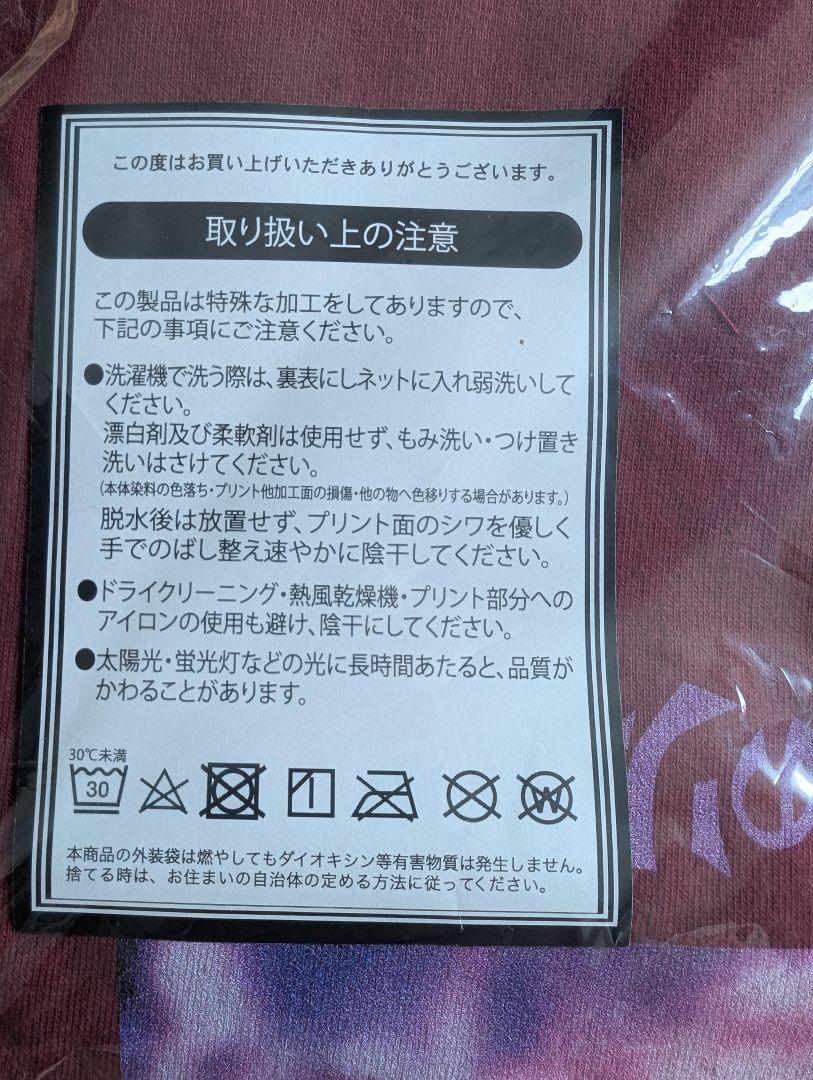 この度はお買い上げいただきありがとうございます。
取り扱い上の注意
この製品は特殊な加工をしてありますので、
下記の事項にご注意ください。
●洗濯機で洗う際は、裏表にしネットに入れ弱洗いして
ください。
漂白剤及び柔軟剤は使用せず、もみ洗い・つけ置き
洗いはさけてください。
(本体染料の色落ち・プリント他加工面の損傷・他の物へ色移りする場合があります。)
脱水後は放置せず、プリント面のシワを優しく
手でのばし整え速やかに陰干してください。
●ドライクリーニング・熱風乾燥機・プリント部分への
アイロンの使用も避け、陰干にしてください。
●太陽光・蛍光灯などの光に長時間あたると、品質が
かわることがあります。
30℃未満
30
W
本商品の外装袋は燃やしてもダイオキシン等有害物質は発生しません。
捨てる時は、お住まいの自治体の定める方法に従ってください。